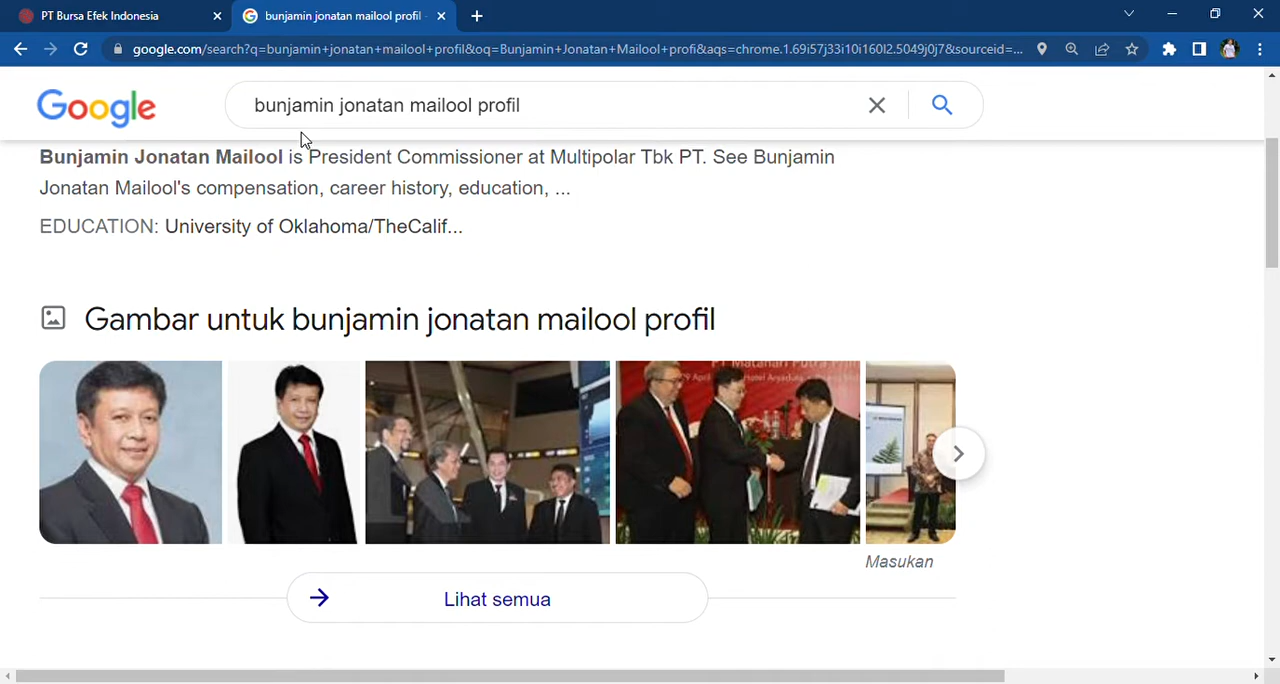 PT Bursa Efek Indonesia
bunjamin jonatan mailool profil
google.com/search?q=bunjamin+jonatan+mailool+profil&oq=Bunjamin+Jonatan+Mailool+profi&aqs=chrome.1.69i57j33i10i160l2.5049j0j7&sourceid=...
Google
bunjamin jonatan mailool profil
Bunjamin Jonatan Mailool is President Commissioner at Multipolar Tbk PT. See Bunjamin
Jonatan Mailool's compensation, career history, education, ...
EDUCATION: University of Oklahoma/TheCalif...
Gambar untuk bunjamin jonatan mailool profil
PT Matahari Putra
Masukan
Lihat semua